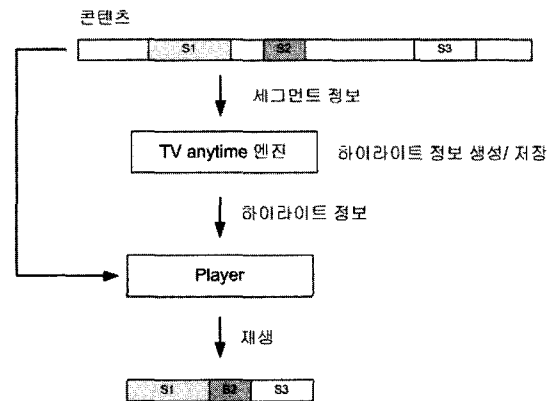 콘텐츠
S1 S2 S3
세그먼트 정보
TV anytime 엔진 하이라이트 정보 생성/ 저장
하이라이트 정보
Player
재생
S1 S2 S3